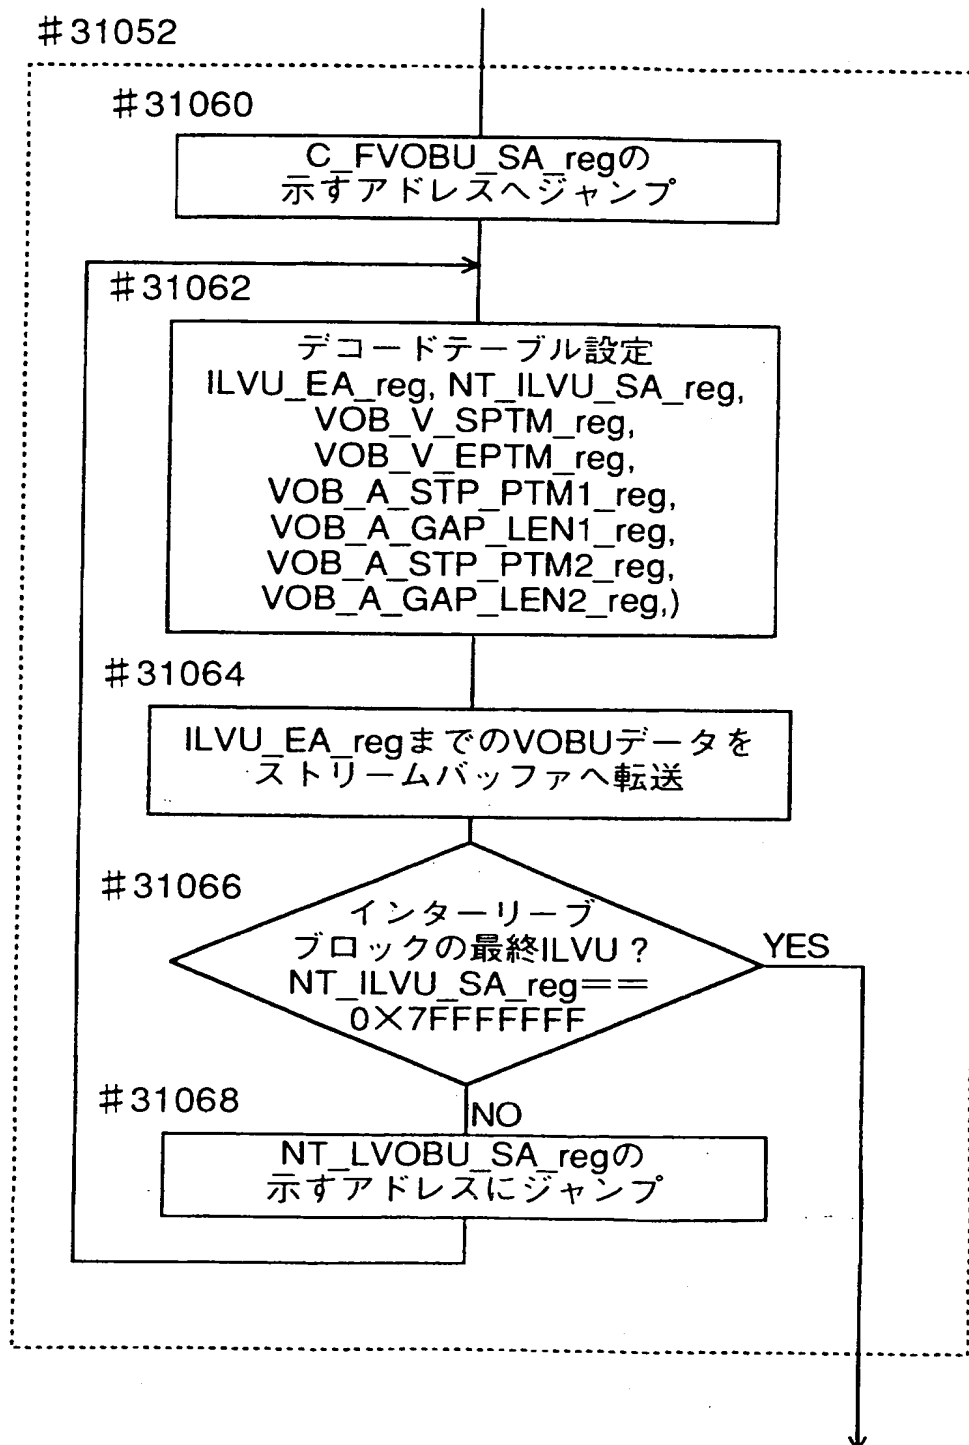 #31052
#31060
C_FVOBU_SA_regの
示すアドレスへジャンプ
#31062
デコードテーブル設定
ILVU_EA_reg, NT_ILVU_SA_reg,
VOB_V_SPTM_reg,
VOB_V_EPTM_reg,
VOB_A_STP_PTM1_reg,
VOB_A_GAP_LEN1_reg,
VOB_A_STP_PTM2_reg,
VOB_A_GAP_LEN2_reg,)
#31064
ILVU_EA_regまでのVOBUデータを
ストリームバッファへ転送
#31066
インターリーブ
ブロックの最終ILVU？
NT_ILVU_SA_reg==
0×7FFFFFFF
YES
#31068
NO
NT_LVOBU_SA_regの
示すアドレスにジャンプ